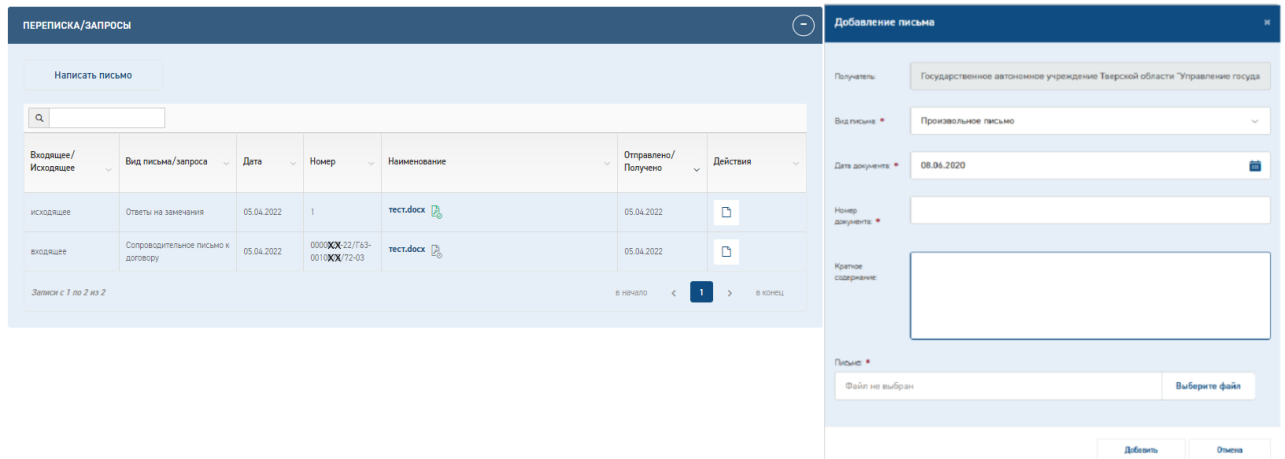 ПЕРЕПИСКА/ЗАПРОСЫ
Написать письмо
Входящее/
Исходящее
Вид письма/запроса
Дата
Номер
Наименование
Отправлено/
Получено
Действия
исходящее
Ответы на замечания
05.04.2022
1
тест.docx
05.04.2022
входящее
Сопроводительное письмо к
договору
05.04.2022
0000XX-22/Г63-
0010XX/72-03
тест.docx
05.04.2022
Записи с 1 по 2 из 2
в начало
1
в конец
Добавление письма
Получатель:
Государственное автономное учреждение Тверской области "Управление госуда
Вид письма: *
Произвольное письмо
Дата документа: *
08.06.2020
Номер
документа: *
Краткое
содержание:
Письмо: *
Файл не выбран
Выберите файл
Добавить
Отмена